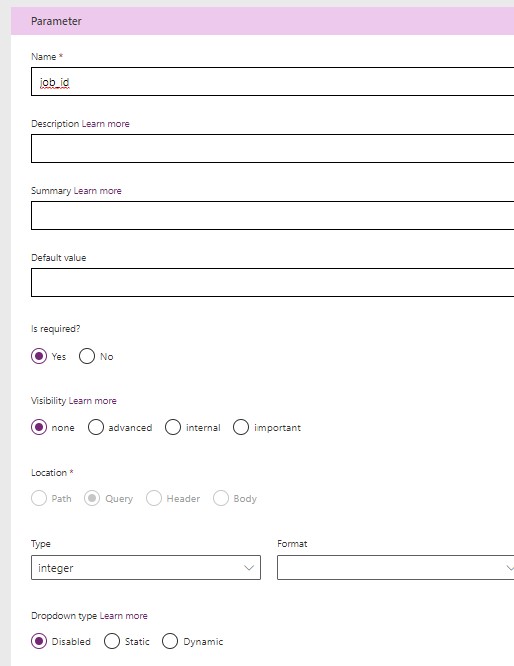 Parameter
Name *
job_id
Description Learn more
Summary Learn more
Default value
Is required?
Yes No
Visibility Learn more
none advanced internal important
Location *
Path Query Header Body
Type Format
integer
Dropdown type Learn more
Disabled Static Dynamic